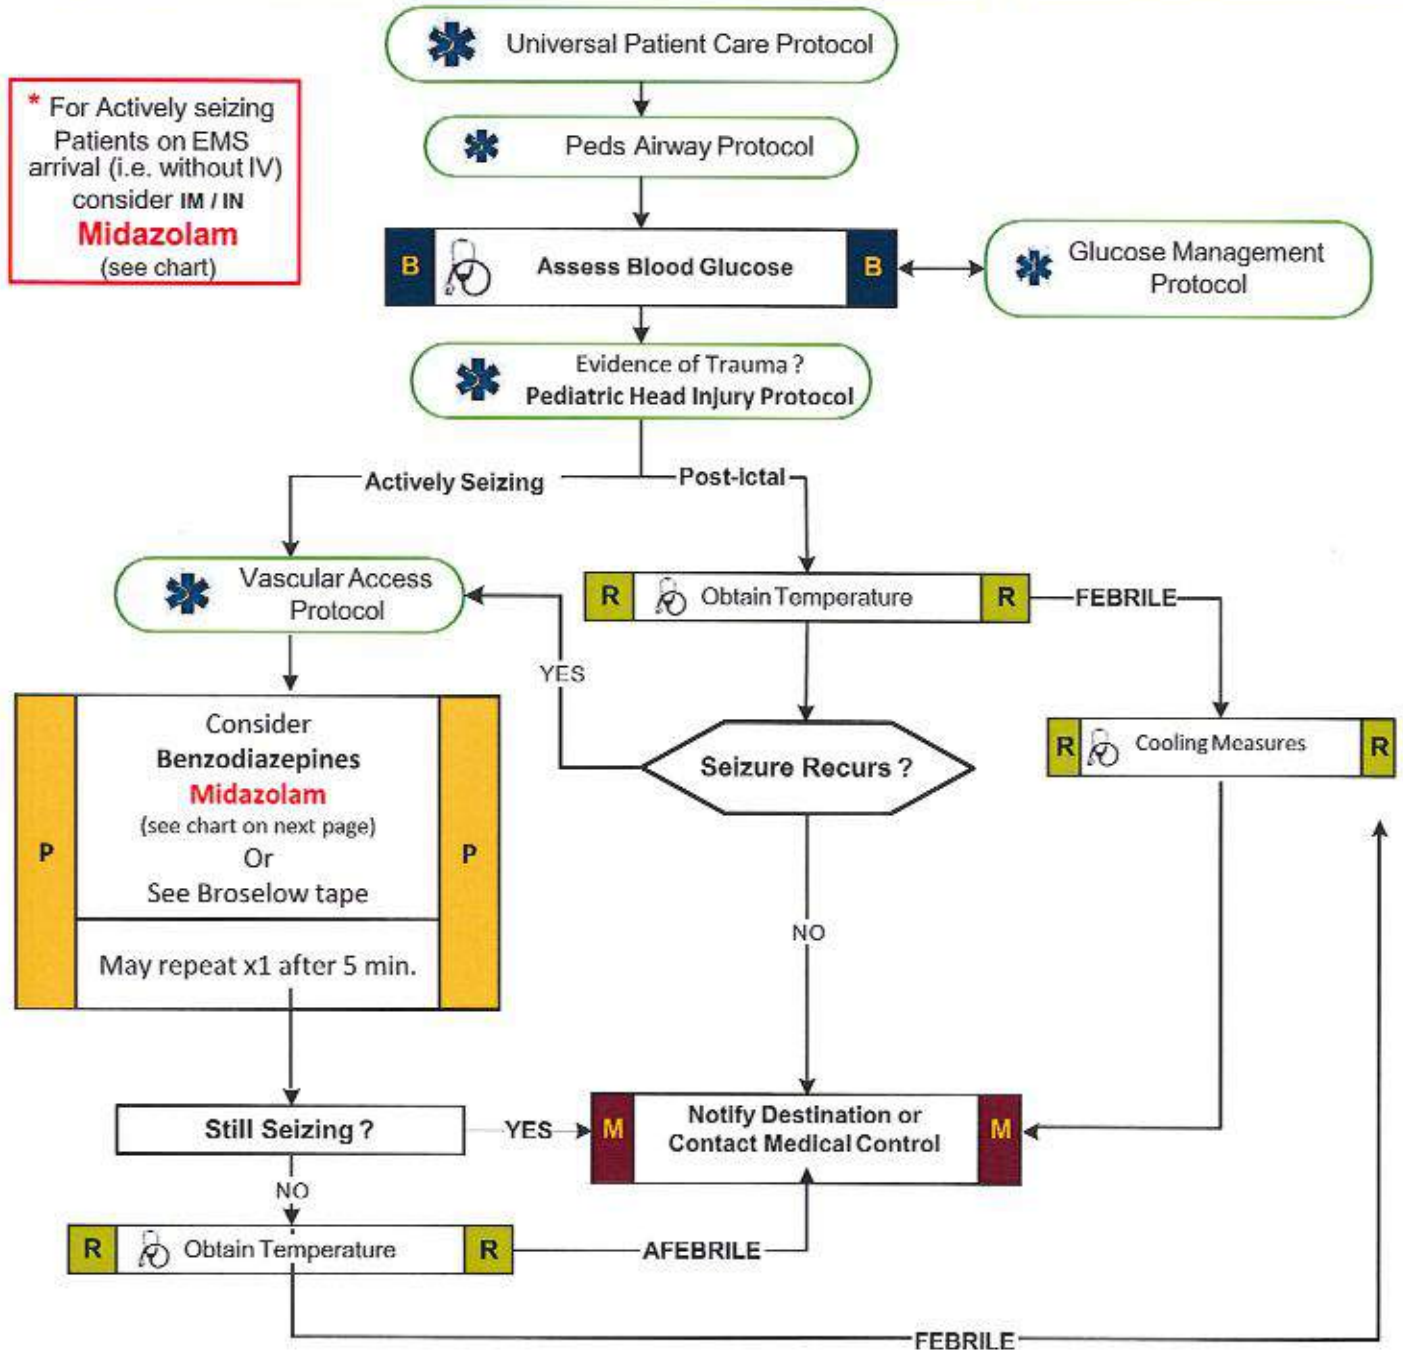 Universal Patient Care Protocol
* For Actively seizing
Patients on EMS
arrival (i.e. without IV)
consider IM / IN
Midazolam
(see chart)
Peds Airway Protocol
B
Assess Blood Glucose
B
Glucose Management
Protocol
Evidence of Trauma ?
Pediatric Head Injury Protocol
Actively Seizing
Post-ictal
Vascular Access
Protocol
R
Obtain Temperature
R
FEBRILE
YES
P
Consider
Benzodiazepines
Midazolam
(see chart on next page)
Or
See Broselow tape
P
May repeat x1 after 5 min.
Seizure Recurs ?
R
Cooling Measures
R
NO
Still Seizing ?
YES
M
Notify Destination or
Contact Medical Control
M
NO
R
Obtain Temperature
R
AFEBRILE
FEBRILE